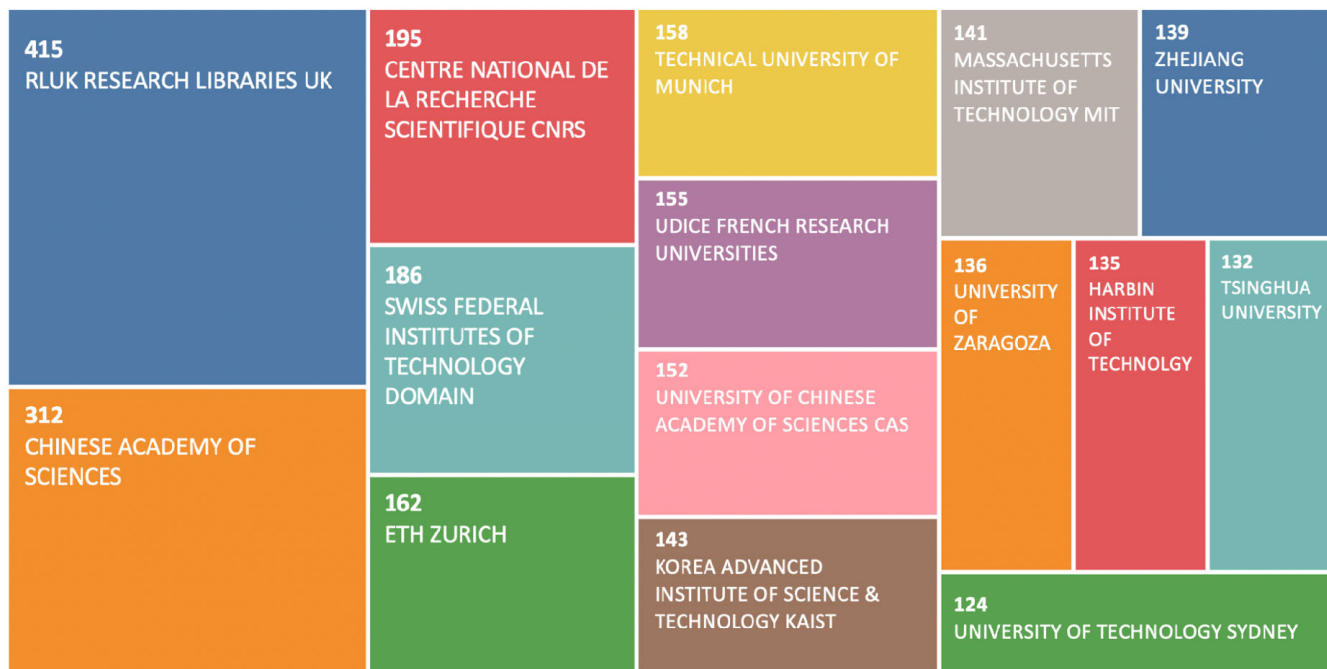 415
RLUK RESEARCH LIBRARIES UK
312
CHINESE ACADEMY OF
SCIENCES
195
CENTRE NATIONAL DE
LA RECHERCHE
SCIENTIFIQUE CNRS
186
SWISS FEDERAL
INSTITUTES OF
TECHNOLOGY
DOMAIN
162
ETH ZURICH
158
TECHNICAL UNIVERSITY OF
MUNICH
155
UDICE FRENCH RESEARCH
UNIVERSITIES
152
UNIVERSITY OF CHINESE
ACADEMY OF SCIENCES CAS
143
KOREA ADVANCED
INSTITUTE OF SCIENCE &
TECHNOLOGY KAIST
141
MASSACHUSETTS
INSTITUTE OF
TECHNOLOGY MIT
139
ZHEJIANG
UNIVERSITY
136
UNIVERSITY
OF
ZARAGOZA
135
HARBIN
INSTITUTE
OF
TECHNOLGY
132
TSINGHUA
UNIVERSITY
124
UNIVERSITY OF TECHNOLOGY SYDNEY